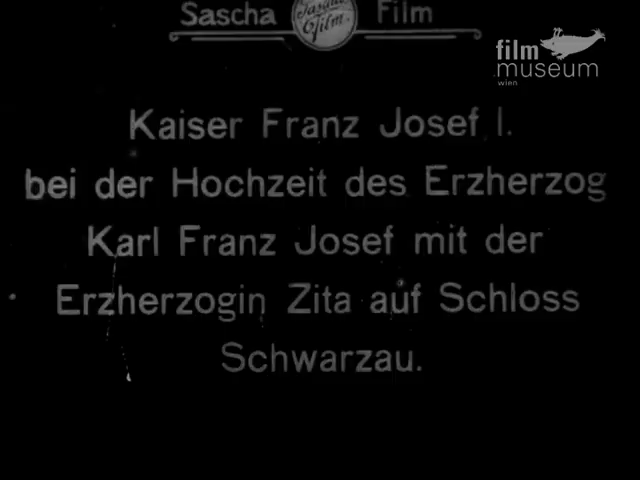 Sascha Film
film
museum
wien
Kaiser Franz Josef I.
bei der Hochzeit des Erzherzog
Karl Franz Josef mit der
Erzherzogin Zita auf Schloss
Schwarzau.